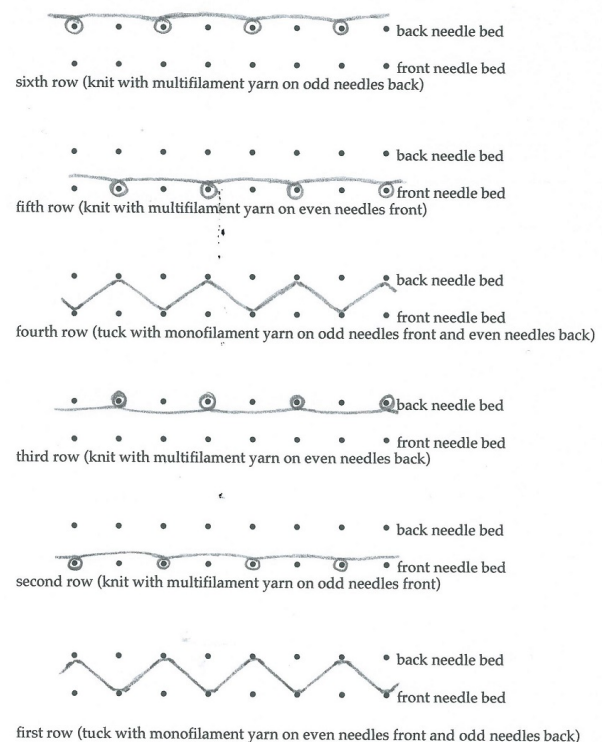 back needle bed
front needle bed
sixth row (knit with multifilament yarn on odd needles back)
back needle bed
front needle bed
fifth row (knit with multifilament yarn on even needles front)
back needle bed
front needle bed
fourth row (tuck with monofilament yarn on odd needles front and even needles back)
back needle bed
front needle bed
third row (knit with multifilament yarn on even needles back)
back needle bed
front needle bed
second row (knit with multifilament yarn on odd needles front)
back needle bed
front needle bed
first row (tuck with monofilament yarn on even needles front and odd needles back)